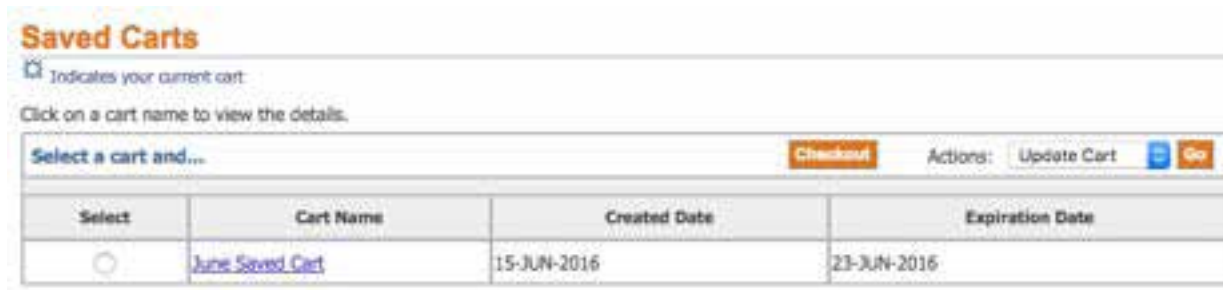 Saved Carts
Indicates your current cart
Click on a cart name to view the details.
Select a cart and... Checkout Actions: Update Cart Go
Select Cart Name Created Date Expiration Date
June Saved Cart 15-JUN-2016 23-JUN-2016